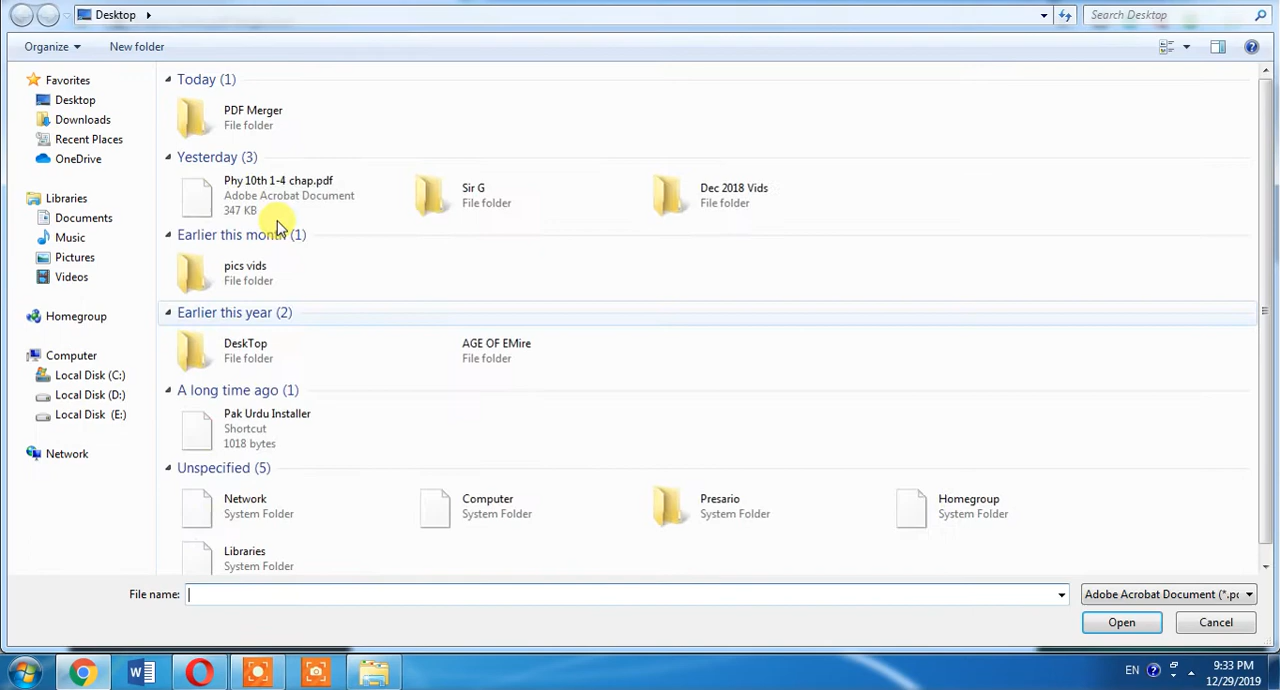 Desktop
Search Desktop
Organize
New folder
Favorites
Desktop
Downloads
Recent Places
OneDrive
Libraries
Documents
Music
Pictures
Videos
Homegroup
Computer
Local Disk (C:)
Local Disk (D:)
Local Disk (E:)
Network
Today (1)
PDF Merger
File folder
Yesterday (3)
Phy 10th 1-4 chap.pdf
Adobe Acrobat Document
347 KB
Sir G
File folder
Dec 2018 Vids
File folder
Earlier this month (1)
pics vids
File folder
Earlier this year (2)
DeskTop
File folder
AGE OF EMire
File folder
A long time ago (1)
Pak Urdu Installer
Shortcut
1018 bytes
Unspecified (5)
Network
System Folder
Computer
System Folder
Presario
System Folder
Homegroup
System Folder
Libraries
System Folder
File name:
Adobe Acrobat Document (*.pc
Open
Cancel
EN
9:33 PM
12/29/2019